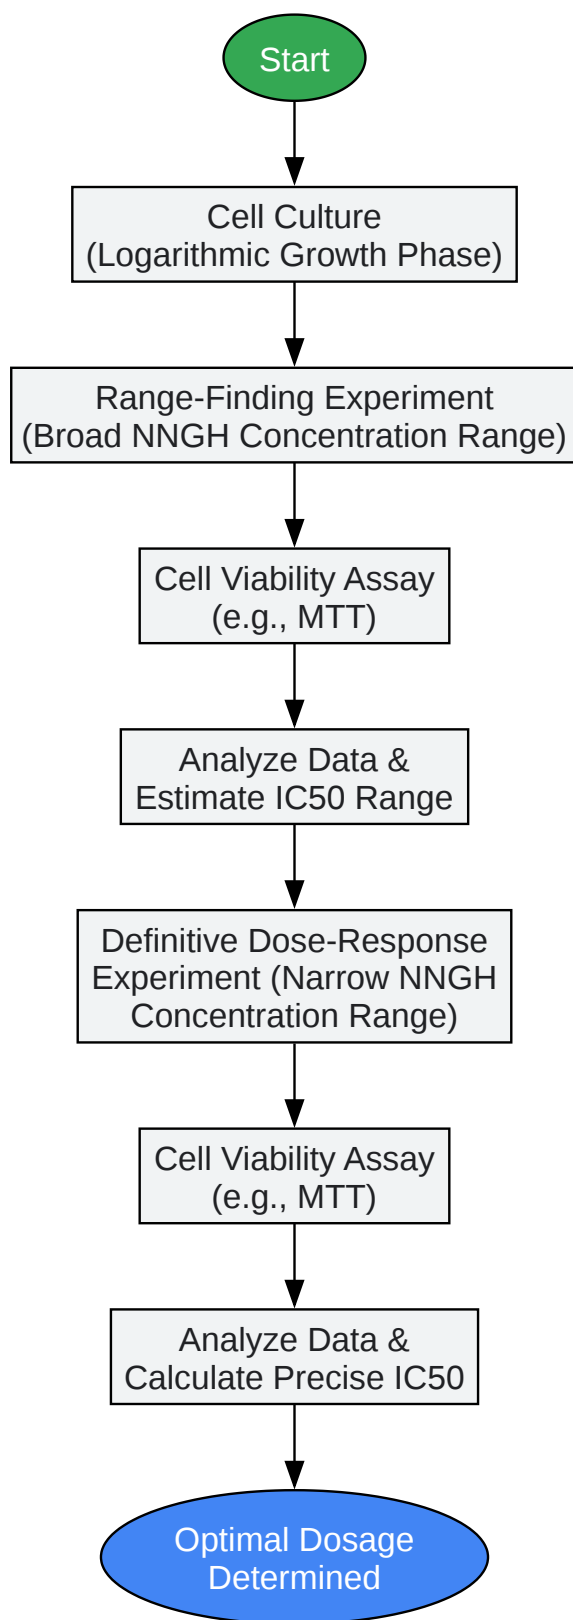 Start
Cell Culture
(Logarithmic Growth Phase)
Range-Finding Experiment
(Broad NNGH Concentration Range)
Cell Viability Assay
(e.g., MTT)
Analyze Data &
Estimate IC50 Range
Definitive Dose-Response
Experiment (Narrow NNGH
Concentration Range)
Cell Viability Assay
(e.g., MTT)
Analyze Data &
Calculate Precise IC50
Optimal Dosage
Determined